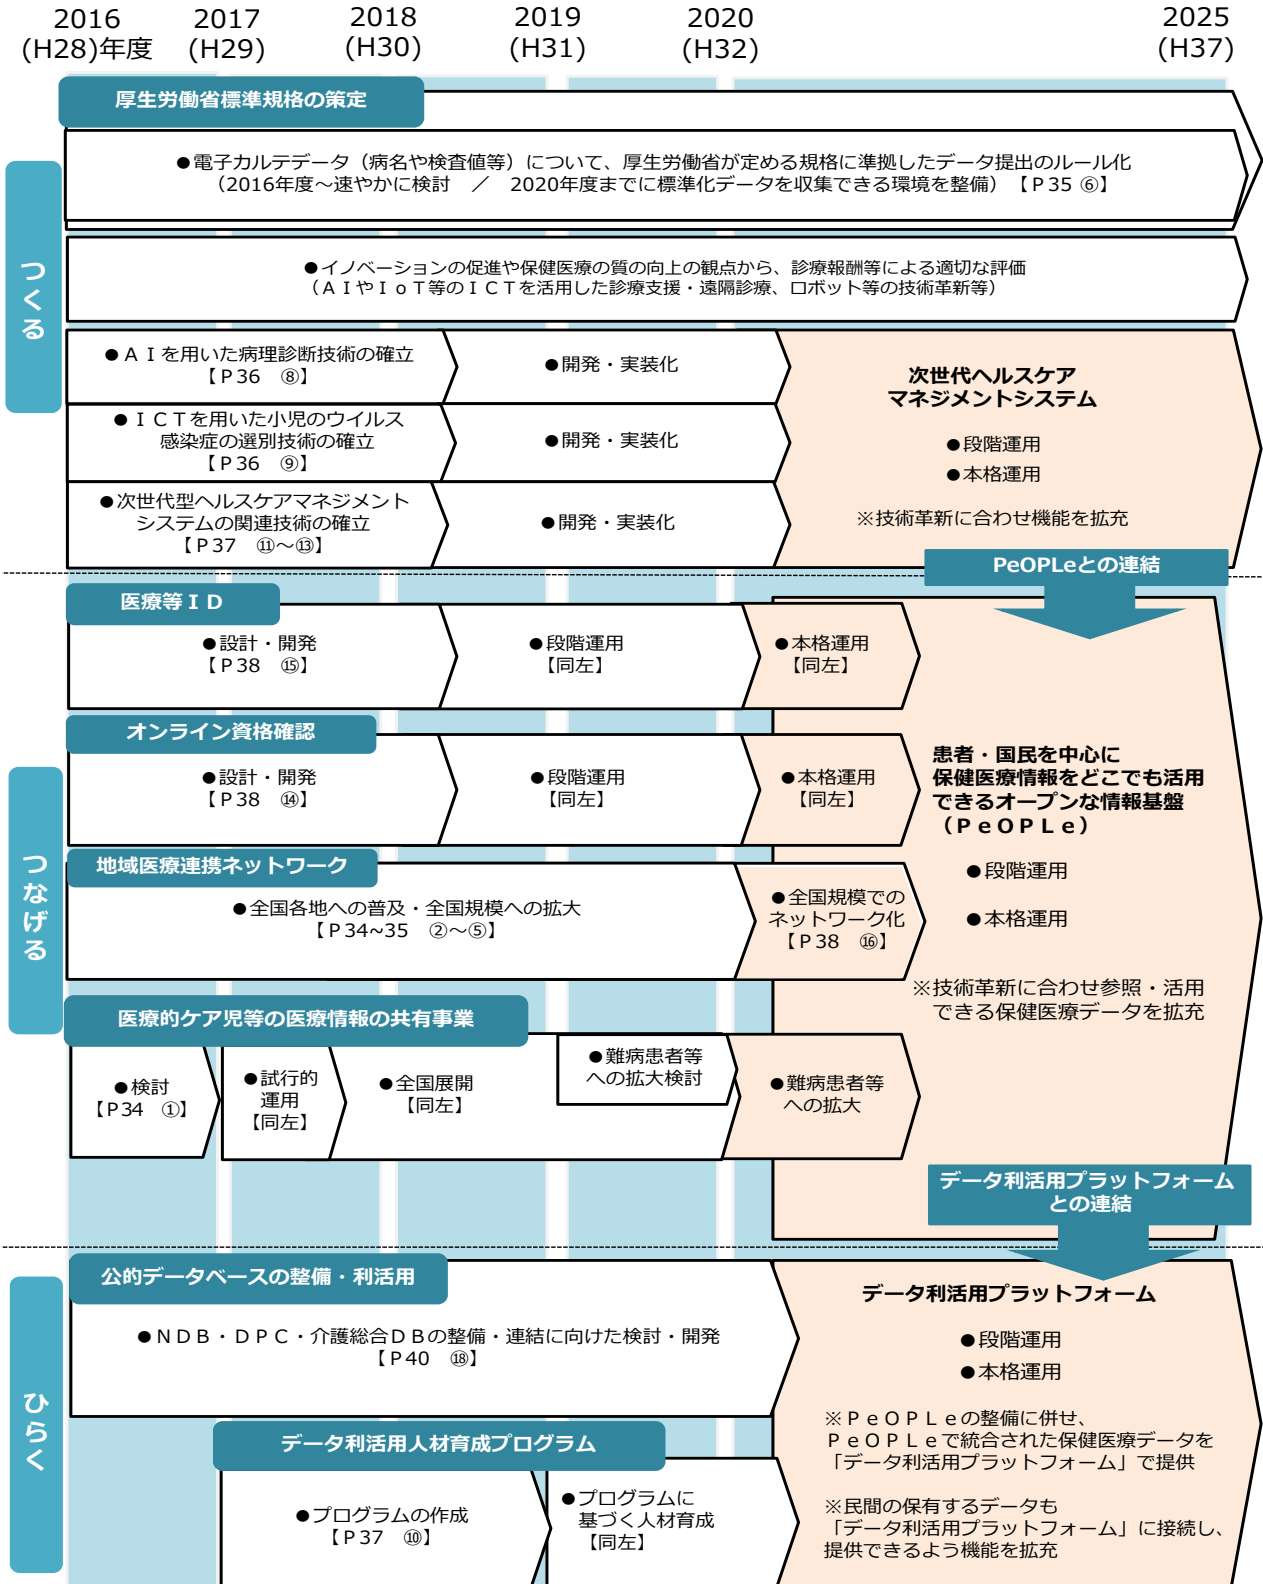 2016
(H28)年度
2017
(H29)
2018
(H30)
2019
(H31)
2020
(H32)
2025
(H37)
つくる
厚生労働省標準規格の策定
●電子カルテデータ（病名や検査値等）について、厚生労働省が定める規格に準拠したデータ提出のルール化
（2016年度～速やかに検討　／　2020年度までに標準化データを収集できる環境を整備）【Ｐ35 ⑥】
●イノベーションの促進や保健医療の質の向上の観点から、診療報酬等による適切な評価
（ＡＩやＩｏＴ等のＩＣＴを活用した診療支援・遠隔診療、ロボット等の技術革新等）
●ＡＩを用いた病理診断技術の確立
【Ｐ36　⑧】
●開発・実装化
●ＩＣＴを用いた小児のウイルス
感染症の選別技術の確立
【Ｐ36　⑨】
●開発・実装化
●次世代型ヘルスケアマネジメント
システムの関連技術の確立
【Ｐ37　⑪～⑬】
●開発・実装化
次世代ヘルスケア
マネジメントシステム
●段階運用
●本格運用
※技術革新に合わせ機能を拡充
PeOPLeとの連結
つなげる
医療等ＩＤ
●設計・開発
【Ｐ38　⑮】
●段階運用
【同左】
●本格運用
【同左】
オンライン資格確認
●設計・開発
【Ｐ38　⑭】
●段階運用
【同左】
●本格運用
【同左】
地域医療連携ネットワーク
●全国各地への普及・全国規模への拡大
【Ｐ34~35　②～⑤】
●全国規模での
ネットワーク化
【Ｐ38　⑯】
医療的ケア児等の医療情報の共有事業
●検討
【Ｐ34　①】
●試行的
運用
【同左】
●全国展開
【同左】
●難病患者等
への拡大検討
●難病患者等
への拡大
患者・国民を中心に
保健医療情報をどこでも活用
できるオープンな情報基盤
（ＰｅＯＰＬｅ）
●段階運用
●本格運用
※技術革新に合わせ参照・活用
できる保健医療データを拡充
データ利活用プラットフォーム
との連結
ひらく
公的データベースの整備・利活用
●ＮＤＢ・ＤＰＣ・介護総合ＤＢの整備・連結に向けた検討・開発
【Ｐ40　⑱】
データ利活用人材育成プログラム
●プログラムの作成
【Ｐ37　⑩】
●プログラムに
基づく人材育成
【同左】
データ利活用プラットフォーム
●段階運用
●本格運用
※ＰｅＯＰＬｅの整備に併せ、
ＰｅＯＰＬｅで統合された保健医療データを
「データ利活用プラットフォーム」で提供
※民間の保有するデータも
「データ利活用プラットフォーム」に接続し、
提供できるよう機能を拡充